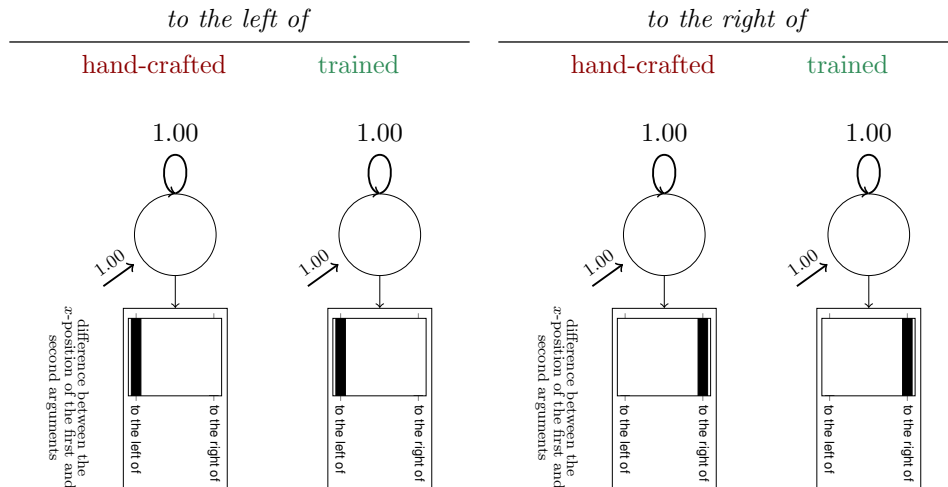 to the left of
to the right of
hand-crafted
trained
hand-crafted
trained
1.00
1.00
1.00
1.00
1.00
1.00
1.00
1.00
difference between the
x-position of the first and
second arguments
to the left of
to the right of
to the left of
to the right of
difference between the
x-position of the first and
second arguments
to the left of
to the right of
to the left of
to the right of